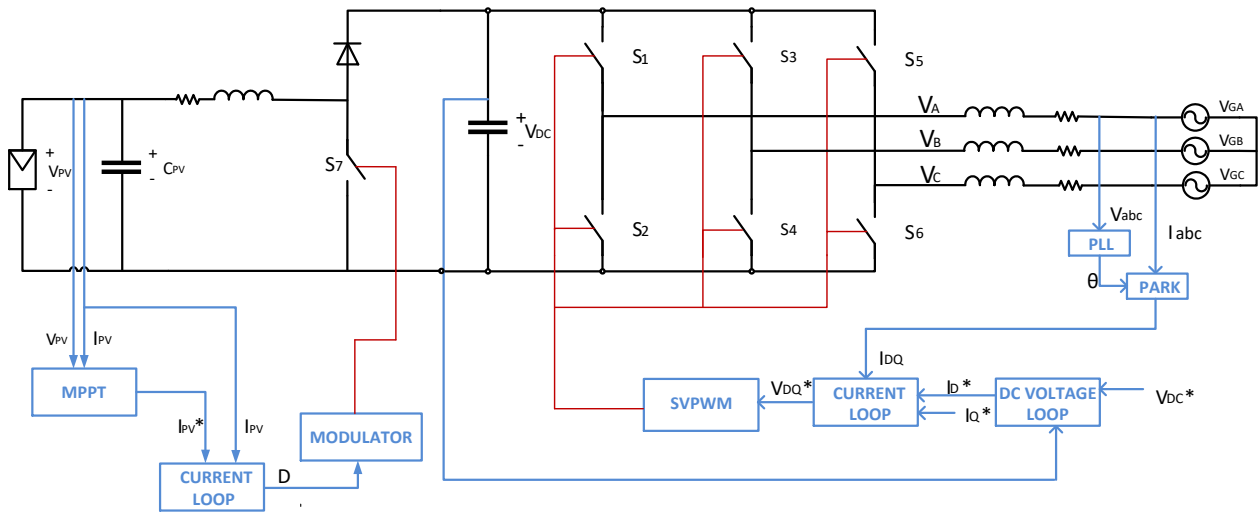 S1
S3
S5
VA
VGA
+
VDC
-
VB
VGB
S7
+
VPV
-
+
CPV
-
VC
VGC
S2
S4
S6
Vabc
I abc
PLL
θ
PARK
VPV
IPV
IDQ
MPPT
SVPWM
VDQ*
CURRENT
LOOP
ID*
IQ*
DC VOLTAGE
LOOP
VDC*
IPV*
IPV
MODULATOR
CURRENT
LOOP
D